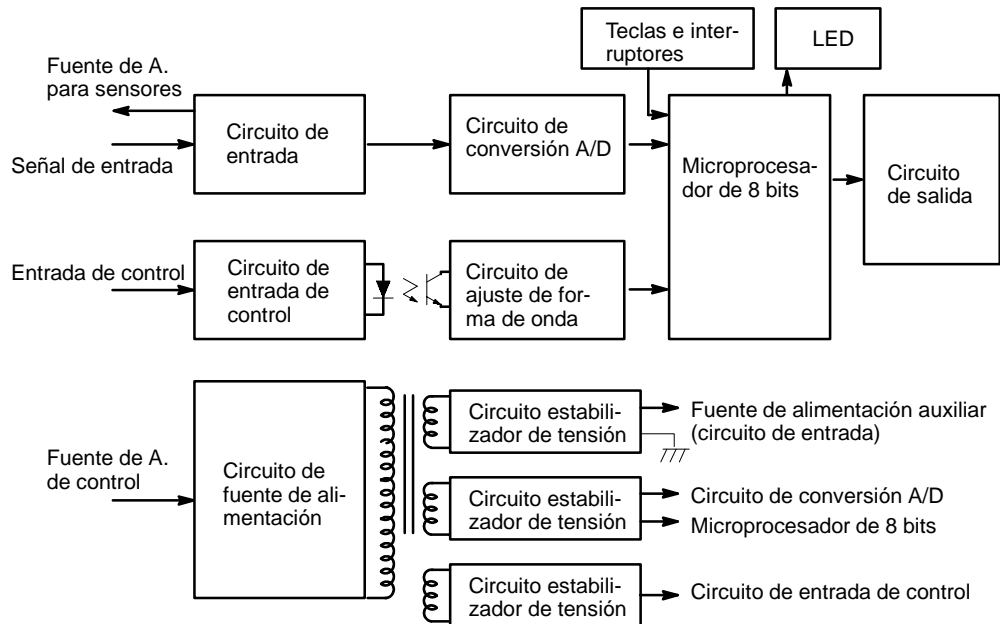 Teclas e inter-
ruptores
LED
Fuente de A.
para sensores
Circuito de
entrada
Circuito de
conversión A/D
Microprocesa-
dor de 8 bits
Circuito
de salida
Señal de entrada
Entrada de control
Circuito de
entrada de
control
Circuito de
ajuste de for-
ma de onda
Circuito estabili-
zador de tensión
Fuente de alimentación auxiliar
(circuito de entrada)
Fuente de A.
de control
Circuito de
fuente de ali-
mentación
Circuito estabili-
zador de tensión
Circuito de conversión A/D
Microprocesador de 8 bits
Circuito estabili-
zador de tensión
Circuito de entrada de control